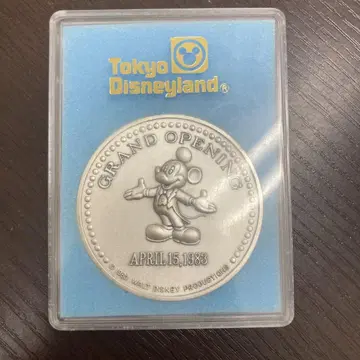 Tokyo
Disneyland®
GRAND OPENING
APRIL 15, 1983
WALT DISNEY PRODUCTIONS